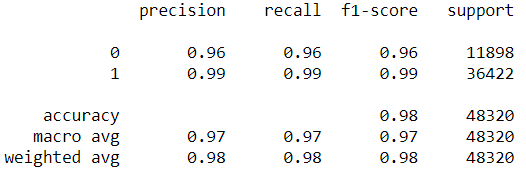 precision recall f1-score support
0 0.96 0.96 0.96 11898
1 0.99 0.99 0.99 36422
accuracy 0.98 48320
macro avg 0.97 0.97 0.97 48320
weighted avg 0.98 0.98 0.98 48320